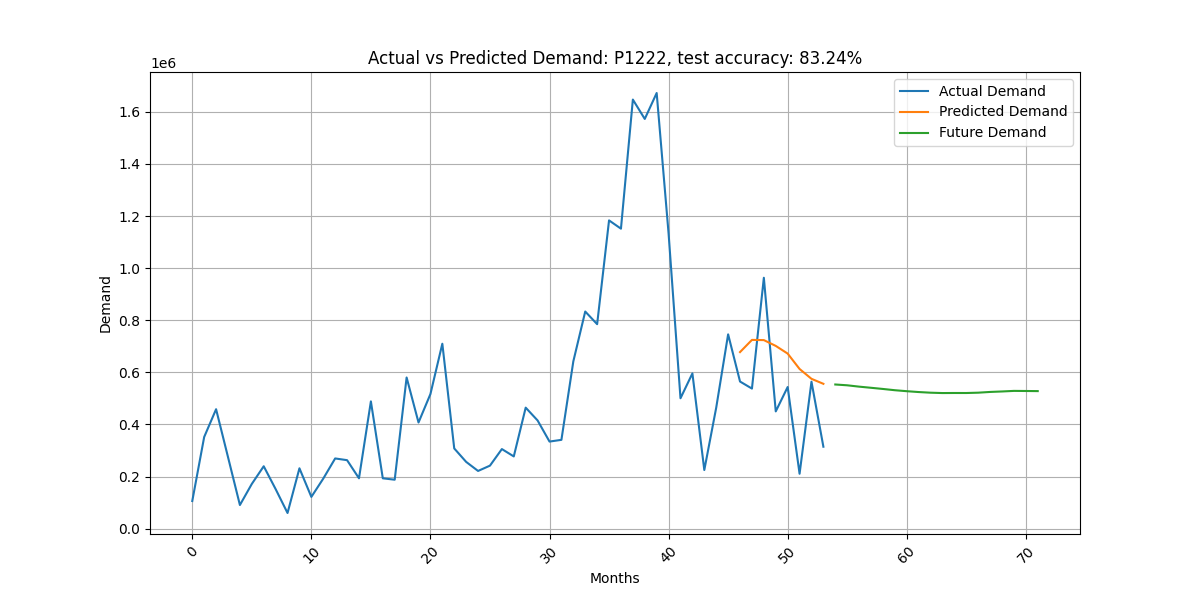 Actual vs Predicted Demand: P1222, test accuracy: 83.24%
1e6
Actual Demand
Predicted Demand
Future Demand
1.6
1.4
1.2
1.0
0.8
0.6
0.4
0.2
0.0
Demand
0 10 20 30 40 50 60 70
Months